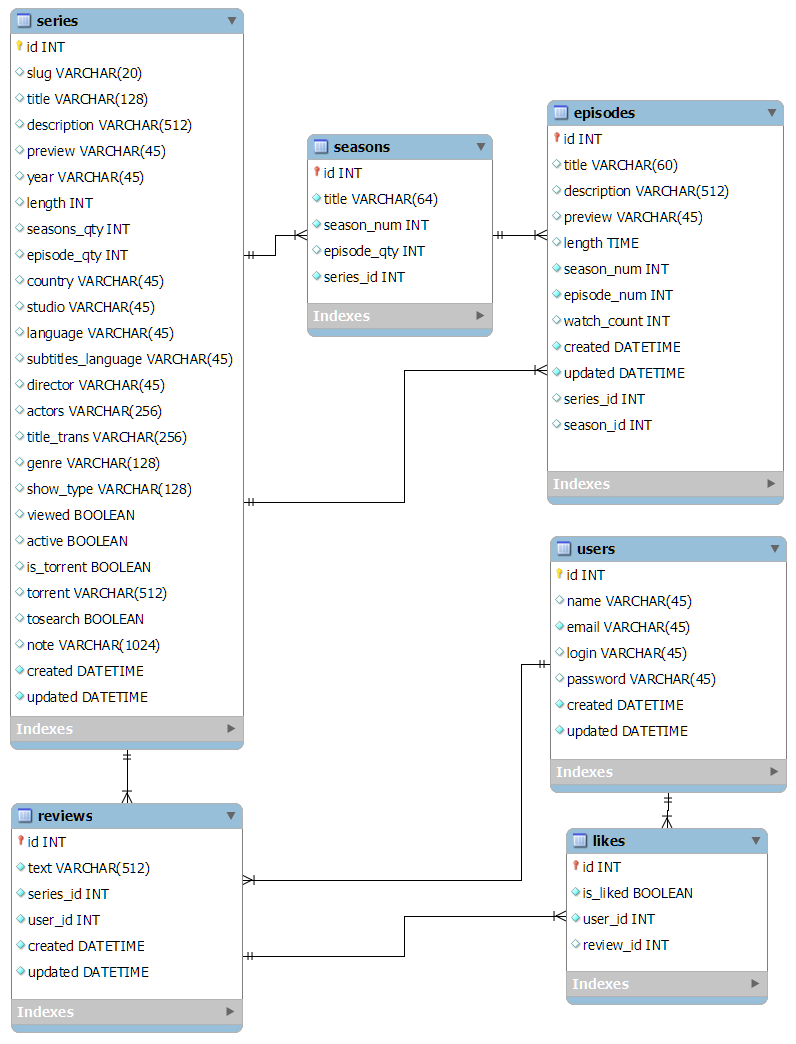 series
id INT
slug VARCHAR(20)
title VARCHAR(128)
description VARCHAR(512)
preview VARCHAR(45)
year VARCHAR(45)
length INT
seasons_qty INT
episode_qty INT
country VARCHAR(45)
studio VARCHAR(45)
language VARCHAR(45)
subtitles_language VARCHAR(45)
director VARCHAR(45)
actors VARCHAR(256)
title_trans VARCHAR(256)
genre VARCHAR(128)
show_type VARCHAR(128)
viewed BOOLEAN
active BOOLEAN
is_torrent BOOLEAN
torrent VARCHAR(512)
tosearch BOOLEAN
note VARCHAR(1024)
created DATETIME
updated DATETIME
Indexes
seasons
id INT
title VARCHAR(64)
season_num INT
episode_qty INT
series_id INT
Indexes
episodes
id INT
title VARCHAR(60)
description VARCHAR(512)
preview VARCHAR(45)
length TIME
season_num INT
episode_num INT
watch_count INT
created DATETIME
updated DATETIME
series_id INT
season_id INT
Indexes
users
id INT
name VARCHAR(45)
email VARCHAR(45)
login VARCHAR(45)
password VARCHAR(45)
created DATETIME
updated DATETIME
Indexes
reviews
id INT
text VARCHAR(512)
series_id INT
user_id INT
created DATETIME
updated DATETIME
Indexes
likes
id INT
is_liked BOOLEAN
user_id INT
review_id INT
Indexes